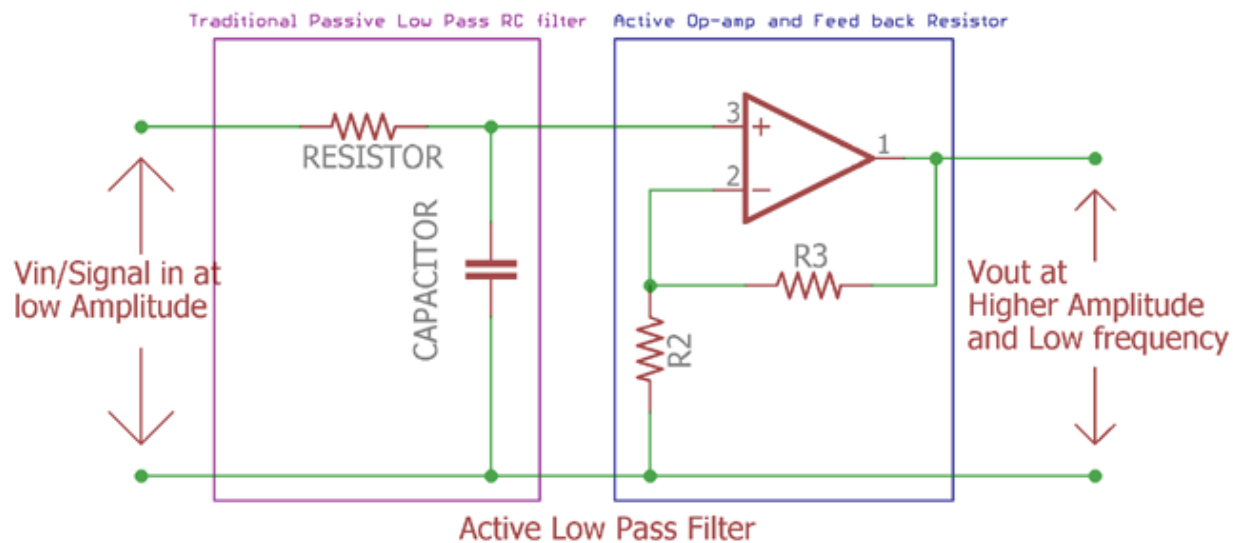 Traditional Passive Low Pass RC filter
Active Op-amp and Feed back Resistor
RESISTOR
CAPACITOR
3
+
2
−
1
R3
R2
Vin/Signal in at
low Amplitude
Vout at
Higher Amplitude
and Low frequency
Active Low Pass Filter